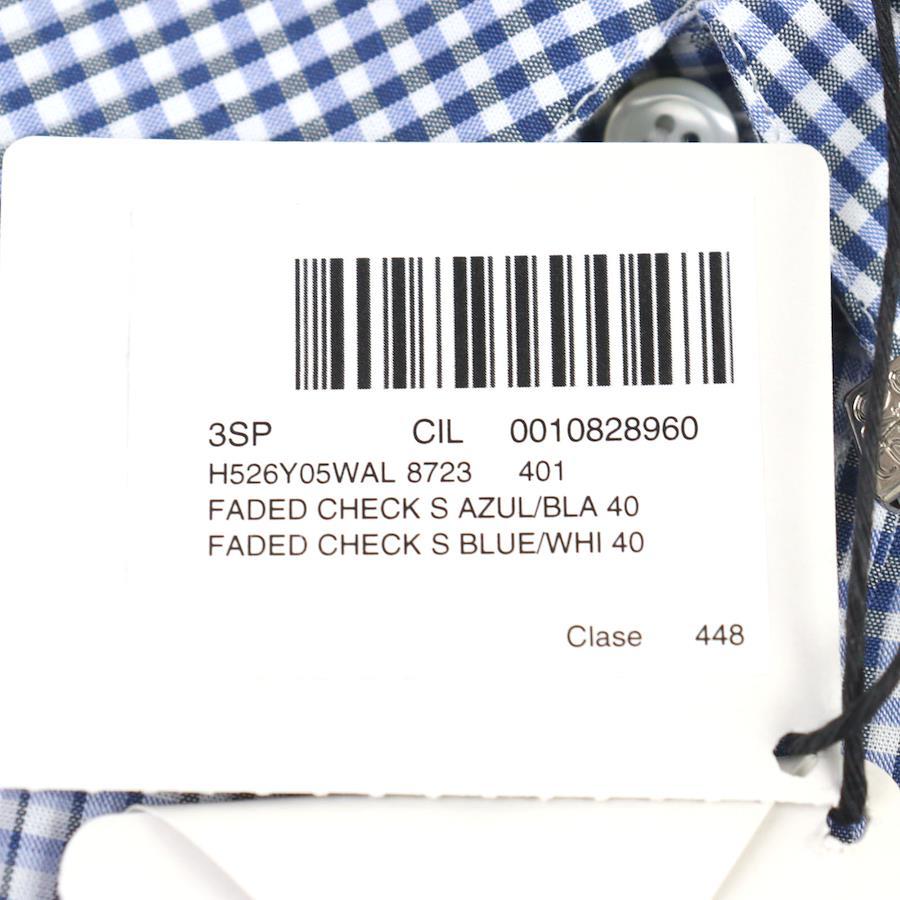 3SP CIL 0010828960
H526Y05WAL 8723 401
FADED CHECK S AZUL/BLA 40
FADED CHECK S BLUE/WHI 40
Clase 448